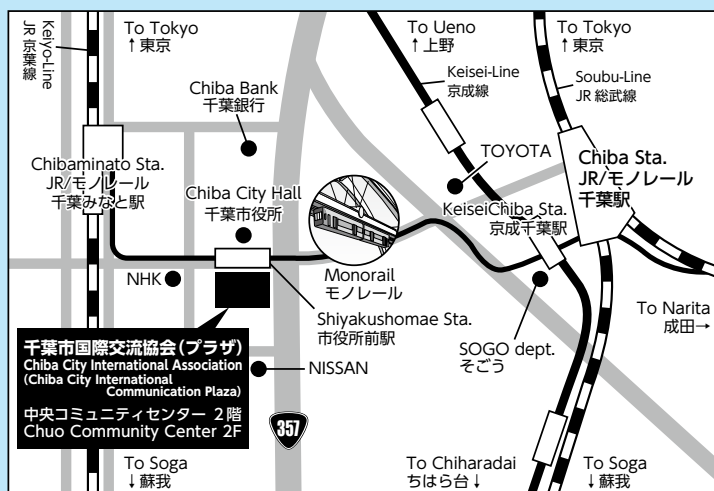 Keiyo-Line
JR 京葉線
To Tokyo
↑東京
To Ueno
↑上野
To Tokyo
↑東京
Keisei-Line
京成線
Soubu-Line
JR 総武線
Chiba Bank
千葉銀行
TOYOTA
Chiba Sta.
JR/モノレール
千葉駅
Chibaminato Sta.
JR/モノレール
千葉みなと駅
Chiba City Hall
千葉市役所
KeiseiChiba Sta.
京成千葉駅
NHK
Monorail
モノレール
Shiyakushomae Sta.
市役所前駅
SOGO dept.
そごう
To Narita
成田→
千葉市国際交流協会(プラザ)
Chiba City International Association
(Chiba City International
Communication Plaza)
中央コミュニティセンター 2階
Chuo Community Center 2F
NISSAN
357
To Soga
↓蘇我
To Chiharadai
ちはら台↓
To Soga
↓蘇我